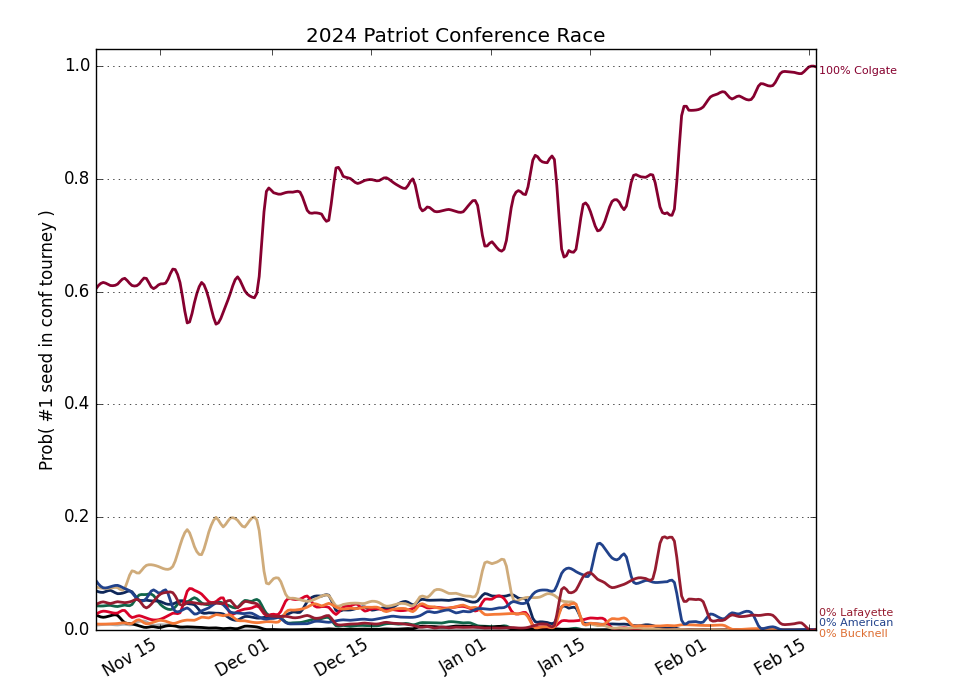 2024 Patriot Conference Race
Prob( #1 seed in conf tourney )
1.0
0.8
0.6
0.4
0.2
0.0
Nov 15
Dec 01
Dec 15
Jan 01
Jan 15
Feb 01
Feb 15
100% Colgate
0% Lafayette
0% American
0% Bucknell